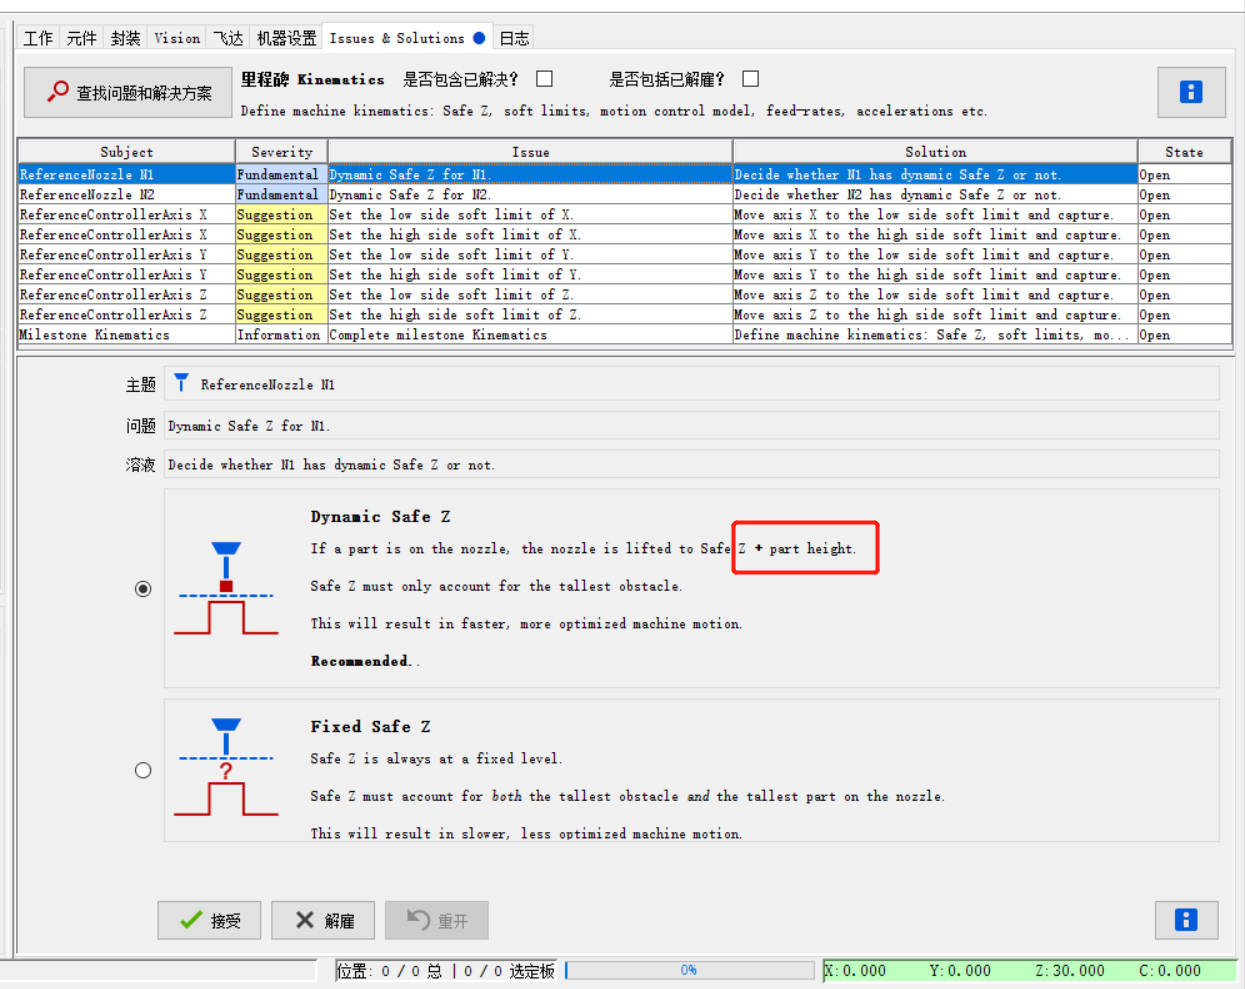 工作 元件 封装 Vision 飞达 机器设置 Issues & Solutions 日志
查找问题和解决方案
里程碑 Kinematics 是否包含已解决? 是否包括已解雇?
Define machine kinematics: Safe Z, soft limits, motion control model, feed-rates, accelerations etc.
Subject Severity Issue Solution State
ReferenceNozzle N1 Fundamental Dynamic Safe Z for N1. Decide whether N1 has dynamic Safe Z or not. Open
ReferenceNozzle N2 Fundamental Dynamic Safe Z for N2. Decide whether N2 has dynamic Safe Z or not. Open
ReferenceControllerAxis X Suggestion Set the low side soft limit of X. Move axis X to the low side soft limit and capture. Open
ReferenceControllerAxis X Suggestion Set the high side soft limit of X. Move axis X to the high side soft limit and capture. Open
ReferenceControllerAxis Y Suggestion Set the low side soft limit of Y. Move axis Y to the low side soft limit and capture. Open
ReferenceControllerAxis Y Suggestion Set the high side soft limit of Y. Move axis Y to the high side soft limit and capture. Open
ReferenceControllerAxis Z Suggestion Set the low side soft limit of Z. Move axis Z to the low side soft limit and capture. Open
ReferenceControllerAxis Z Suggestion Set the high side soft limit of Z. Move axis Z to the high side soft limit and capture. Open
Milestone Kinematics Information Complete milestone Kinematics Define machine kinematics: Safe Z, soft limits, mo... Open
主题 ReferenceNozzle N1
问题 Dynamic Safe Z for N1.
溶液 Decide whether N1 has dynamic Safe Z or not.
Dynamic Safe Z
If a part is on the nozzle, the nozzle is lifted to Safe Z + part height.
Safe Z must only account for the tallest obstacle.
This will result in faster, more optimized machine motion.
Recommended..
Fixed Safe Z
Safe Z is always at a fixed level.
?
Safe Z must account for both the tallest obstacle and the tallest part on the nozzle.
This will result in slower, less optimized machine motion.
接受 解雇 重开
位置: 0 / 0 总 | 0 / 0 选定板 0% X:0.000 Y:0.000 Z:30.000 C:0.000